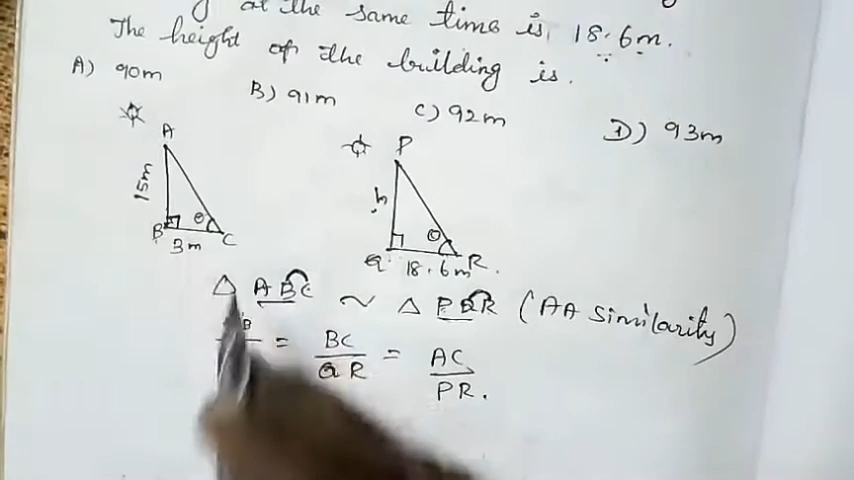 at the same time is 18.6m.
The height of the building is.
A) 90m B) 91m C) 92m D) 93m
A P
15m h
B θ C θ
3m Q 18.6m R.
△ ABC ~ △ PQR (AA Similarity)
B = BC = AC
QR PR.